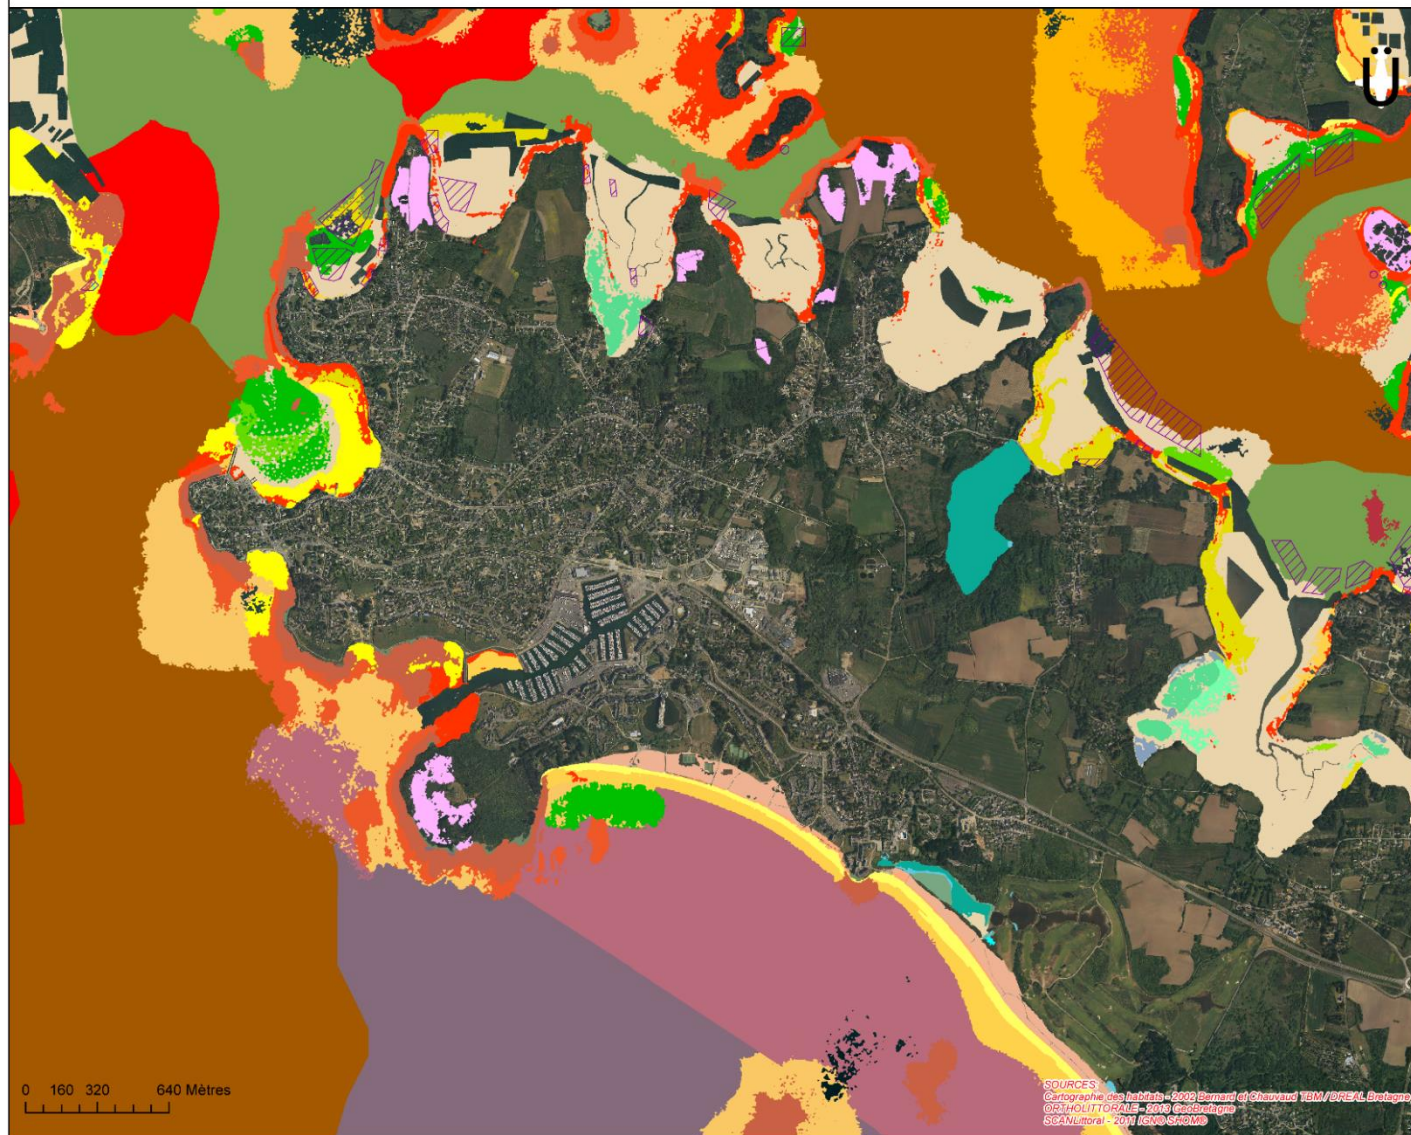 Ü
0 160 320 640 Mètres
SOURCES :
Cartographie des habitats - 2002 Bernard et Chauvaud TBM / DREAL Bretagne
ORTHOLITTORALE - 2013 GéoBretagne
SCANLittoral - 2011 IGN® SHOM®